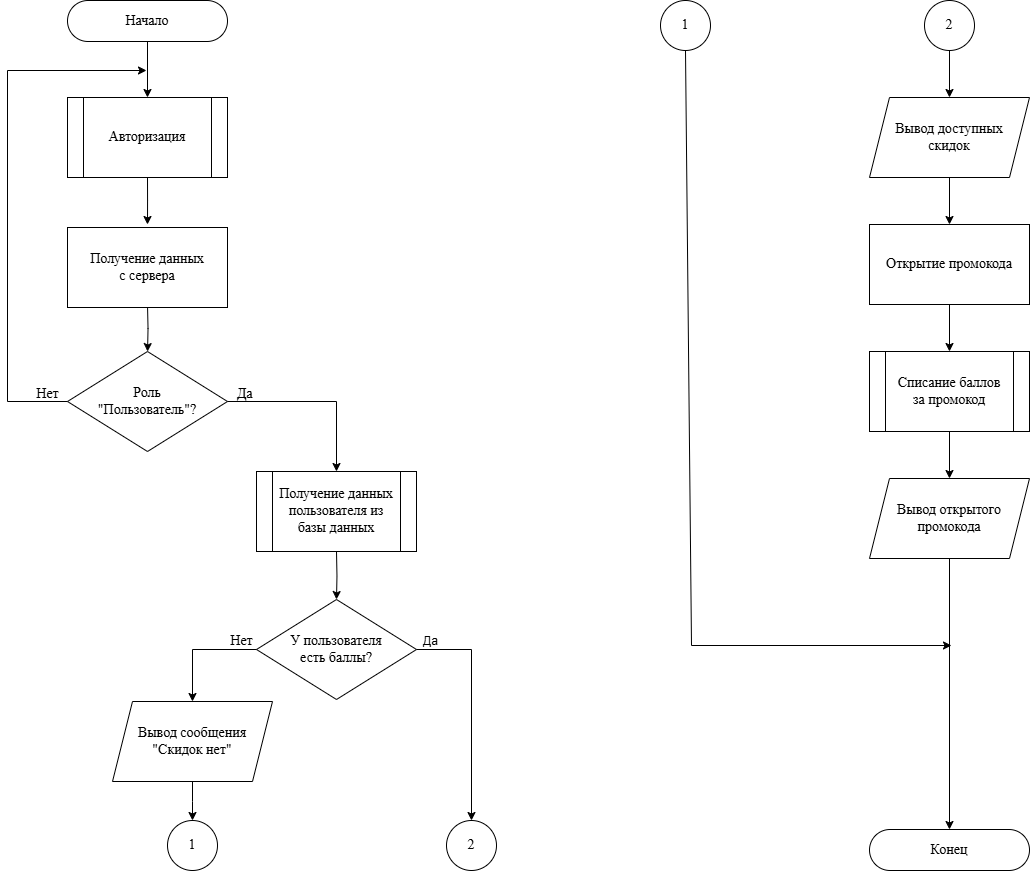 Начало
Авторизация
Получение данных
с сервера
Нет
Роль
"Пользователь"?
Да
Получение данных
пользователя из
базы данных
Нет
У пользователя
есть баллы?
Да
Вывод сообщения
"Скидок нет"
1
2
1
2
Вывод доступных
скидок
Открытие промокода
Списание баллов
за промокод
Вывод открытого
промокода
Конец